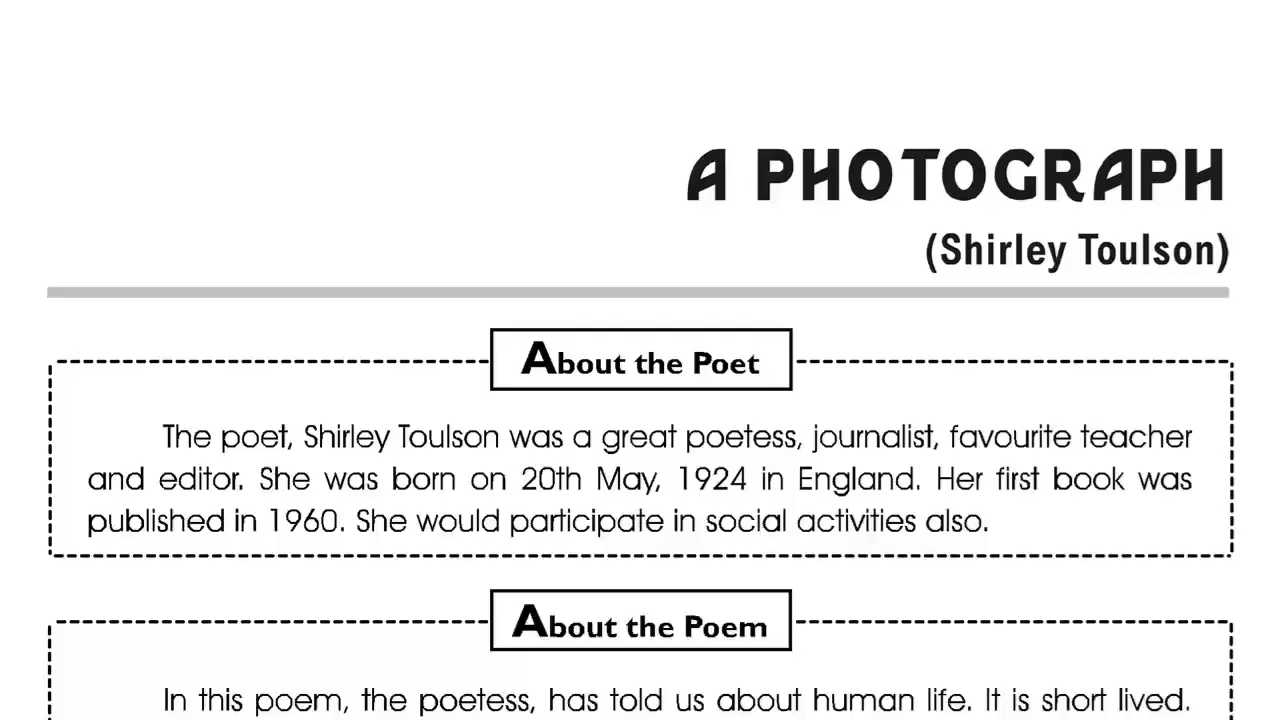 A PHOTOGRAPH
(Shirley Toulson)
About the Poet
The poet, Shirley Toulson was a great poetess, journalist, favourite teacher
and editor. She was born on 20th May, 1924 in England. Her first book was
published in 1960. She would participate in social activities also.
About the Poem
In this poem, the poetess, has told us about human life. It is short lived.